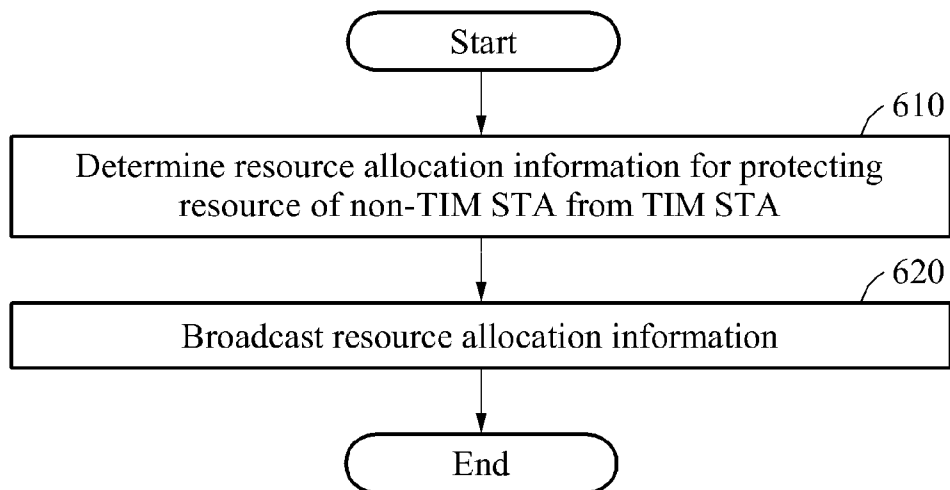 Start
610
Determine resource allocation information for protecting
resource of non-TIM STA from TIM STA
620
Broadcast resource allocation information
End